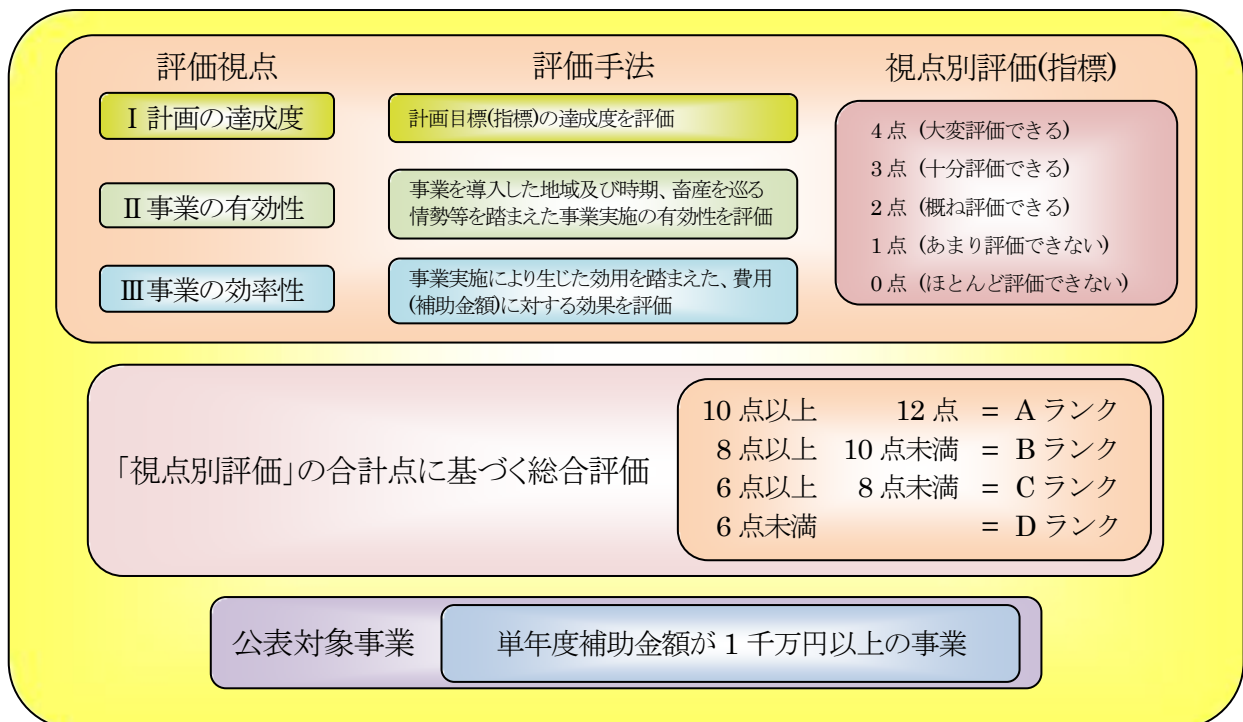 評価視点
評価手法
視点別評価(指標)
Ⅰ計画の達成度
計画目標(指標)の達成度を評価
Ⅱ事業の有効性
事業を導入した地域及び時期、畜産を巡る
情勢等を踏まえた事業実施の有効性を評価
Ⅲ事業の効率性
事業実施により生じた効用を踏まえた、費用
(補助金額)に対する効果を評価
4点 (大変評価できる)
3点 (十分評価できる)
2点 (概ね評価できる)
1点 (あまり評価できない)
0点 (ほとんど評価できない)
「視点別評価」の合計点に基づく総合評価
10点以上 12点 = Aランク
8点以上 10点未満 = Bランク
6点以上 8点未満 = Cランク
6点未満 = Dランク
公表対象事業
単年度補助金額が1千万円以上の事業